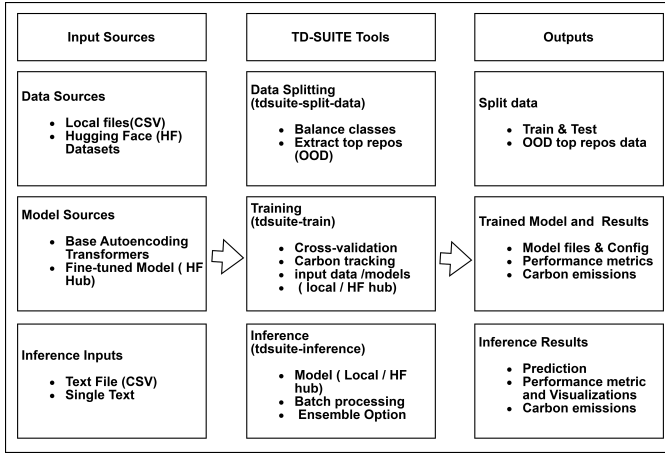 Input Sources
TD-SUITE Tools
Outputs
Data Sources
• Local files(CSV)
• Hugging Face (HF)
Datasets
Data Splitting
(tdsuite-split-data)
• Balance classes
• Extract top repos
(OOD)
Split data
• Train & Test
• OOD top repos data
Model Sources
• Base Autoencoding
Transformers
• Fine-tuned Model ( HF
Hub)
Training
(tdsuite-train)
• Cross-validation
• Carbon tracking
• input data /models
• ( local / HF hub)
Trained Model and Results
• Model files & Config
• Performance metrics
• Carbon emissions
Inference Inputs
• Text File (CSV)
• Single Text
Inference
(tdsuite-inference)
• Model ( Local / HF
hub)
• Batch processing
• Ensemble Option
Inference Results
• Prediction
• Performance metric
and Visualizations
• Carbon emissions